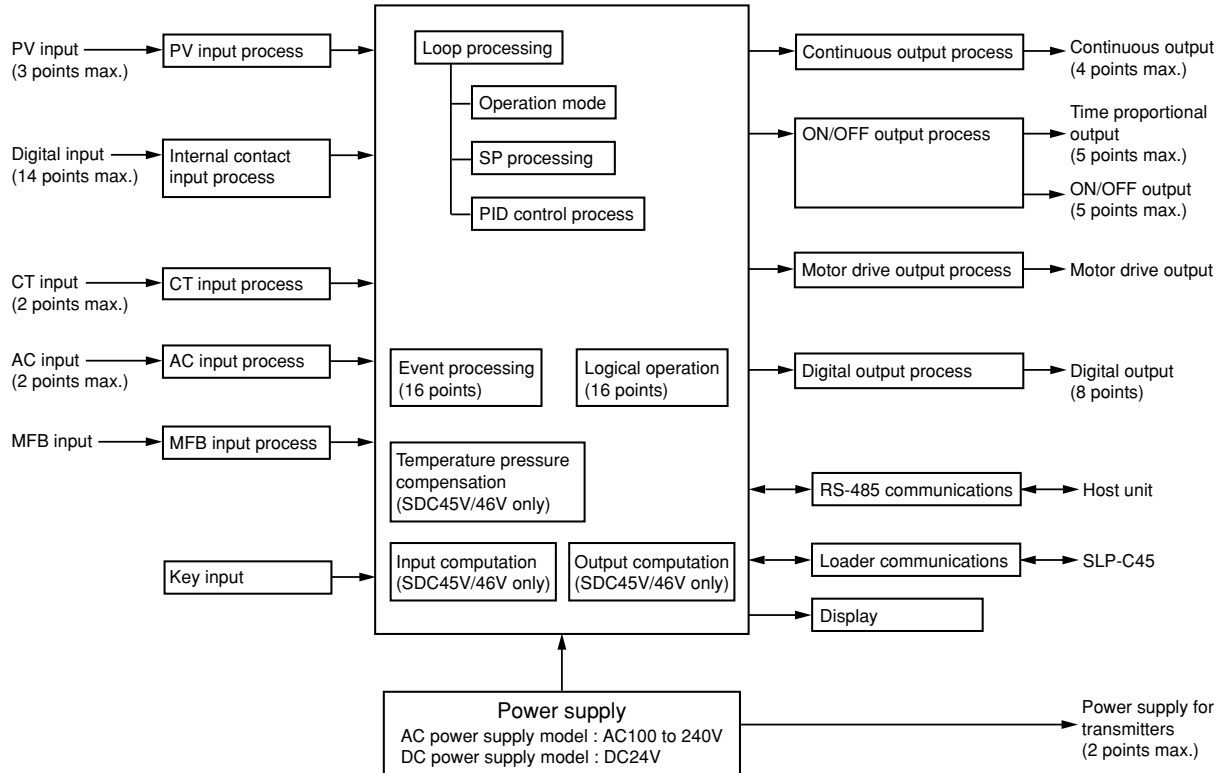 PV input
(3 points max.)
PV input process
Digital input
(14 points max.)
Internal contact
input process
CT input
(2 points max.)
CT input process
AC input
(2 points max.)
AC input process
MFB input
MFB input process
Key input
Loop processing
Operation mode
SP processing
PID control process
Event processing
(16 points)
Logical operation
(16 points)
Temperature pressure
compensation
(SDC45V/46V only)
Input computation
(SDC45V/46V only)
Output computation
(SDC45V/46V only)
Continuous output process
Continuous output
(4 points max.)
ON/OFF output process
Time proportional
output
(5 points max.)
ON/OFF output
(5 points max.)
Motor drive output process
Motor drive output
Digital output process
Digital output
(8 points)
RS-485 communications
Host unit
Loader communications
SLP-C45
Display
Power supply
AC power supply model : AC100 to 240V
DC power supply model : DC24V
Power supply for
transmitters
(2 points max.)